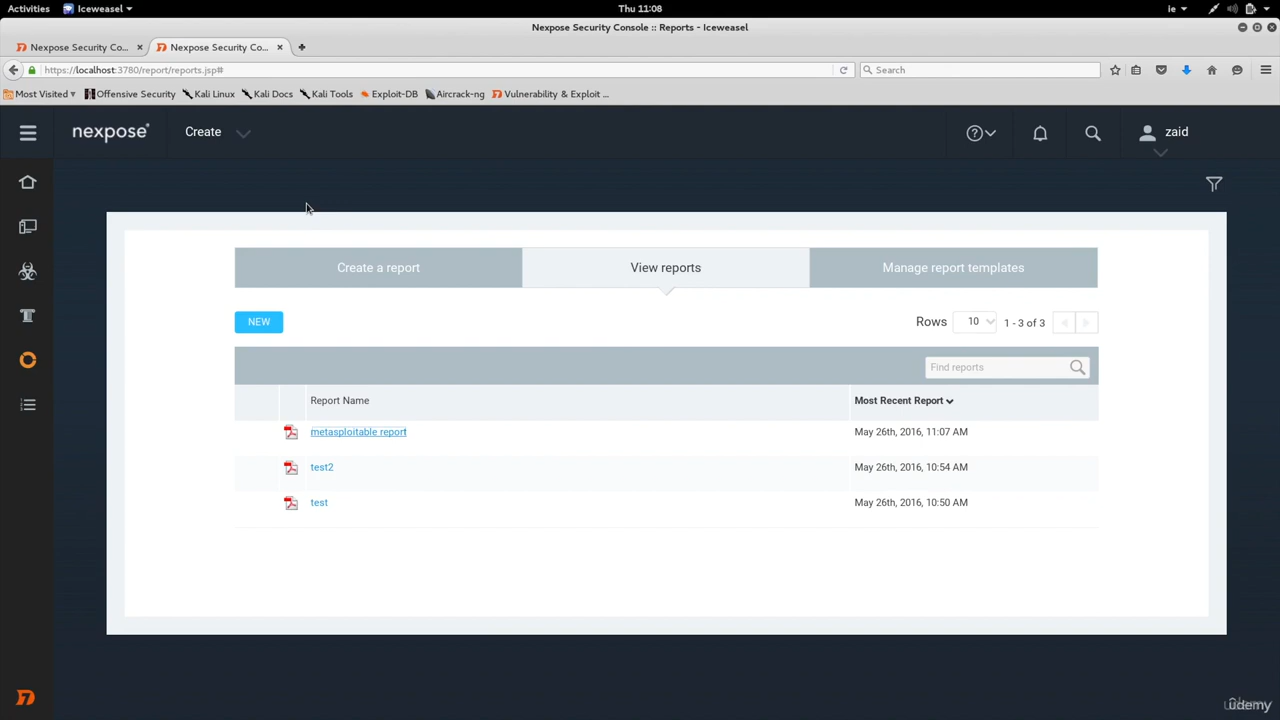 Activities Iceweasel Thu 11:08 ie
Nexpose Security Console :: Reports - Iceweasel
Nexpose Security Co... × Nexpose Security Co... ×
https://localhost:3780/report/reports.jsp# Search
Most Visited Offensive Security Kali Linux Kali Docs Kali Tools Exploit-DB Aircrack-ng Vulnerability & Exploit ...
nexpose Create zaid
Create a report View reports Manage report templates
NEW Rows 10 1 - 3 of 3
Find reports
Report Name Most Recent Report
metasploitable report May 26th, 2016, 11:07 AM
test2 May 26th, 2016, 10:54 AM
test May 26th, 2016, 10:50 AM
ûdemy